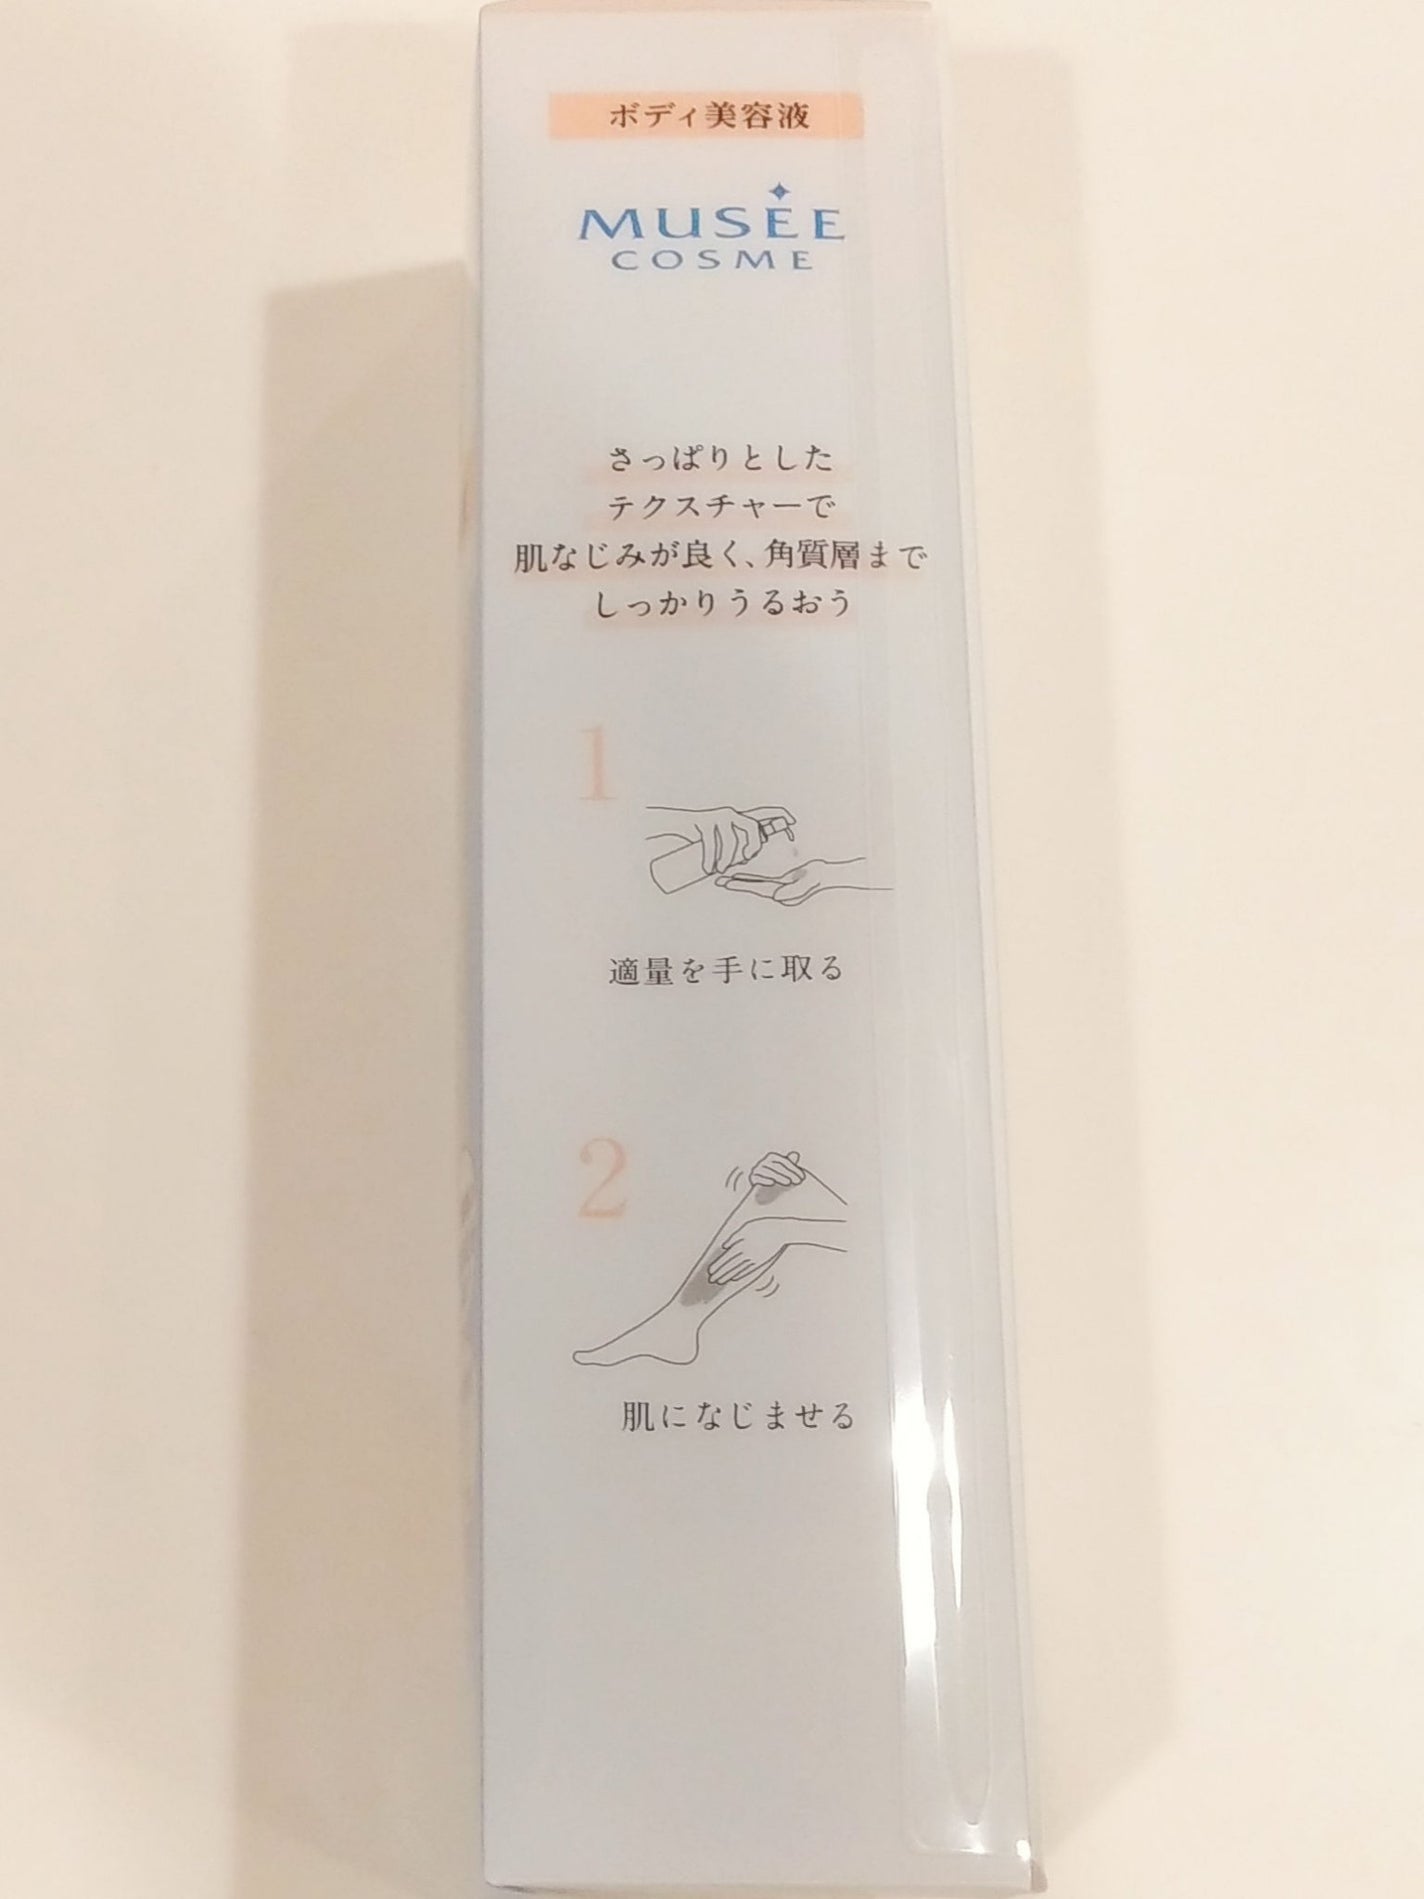 ボディ美容液
MUSÉE
COSME
さっぱりとした
テクスチャーで
肌なじみが良く、角質層まで
しっかりうるおう
1
適量を手に取る
2
肌になじませる